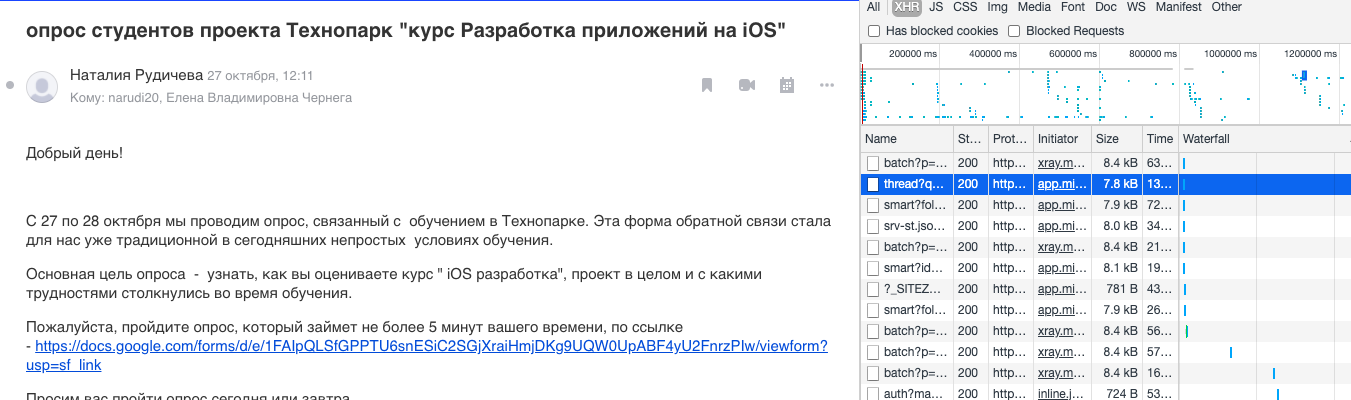 опрос студентов проекта Технопарк "курс Разработка приложений на iOS"
Наталия Рудичева 27 октября, 12:11
Кому: narudi20, Елена Владимировна Чернега
Добрый день!
С 27 по 28 октября мы проводим опрос, связанный с обучением в Технопарке. Эта форма обратной связи стала
для нас уже традиционной в сегодняшних непростых условиях обучения.
Основная цель опроса - узнать, как вы оцениваете курс " iOS разработка", проект в целом и с какими
трудностями столкнулись во время обучения.
Пожалуйста, пройдите опрос, который займет не более 5 минут вашего времени, по ссылке
- https://docs.google.com/forms/d/e/1FAIpQLSfGPPTU6snESiC2SGjXraiHmjDKg9UQW0UpABF4yU2FnrzPIw/viewform?
usp=sf_link
Просим вас пройти опрос сегодня или завтра
All XHR JS CSS Img Media Font Doc WS Manifest Other
Has blocked cookies Blocked Requests
200000 ms 400000 ms 600000 ms 800000 ms 1000000 ms 1200000 ms
Name St... Prot... Initiator Size Time Waterfall
batch?p=... 200 http... xray.m... 8.4 kB 63...
thread?q... 200 http... app.mi... 7.8 kB 13...
smart?fol... 200 http... app.mi... 7.9 kB 72...
srv-st.jso... 200 http... app.mi... 8.0 kB 34...
batch?p=... 200 http... xray.m... 8.4 kB 21...
smart?id... 200 http... app.mi... 8.1 kB 19...
?_SITEZ... 200 http... app.mi... 781 B 43...
smart?fol... 200 http... app.mi... 7.9 kB 26...
batch?p=... 200 http... xray.m... 8.4 kB 56...
batch?p=... 200 http... xray.m... 8.4 kB 57...
batch?p=... 200 http... xray.m... 8.4 kB 16...
auth?ma... 200 http... inline.j... 724 B 53...